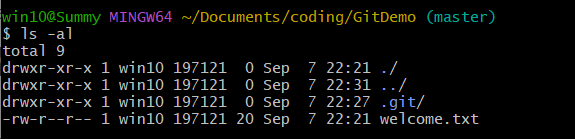 win10@Summy MINGW64 ~/Documents/coding/GitDemo (master)
$ ls -al
total 9
drwxr-xr-x 1 win10 197121  0 Sep  7 22:21 ./
drwxr-xr-x 1 win10 197121  0 Sep  7 22:31 ../
drwxr-xr-x 1 win10 197121  0 Sep  7 22:27 .git/
-rw-r--r-- 1 win10 197121 20 Sep  7 22:21 welcome.txt